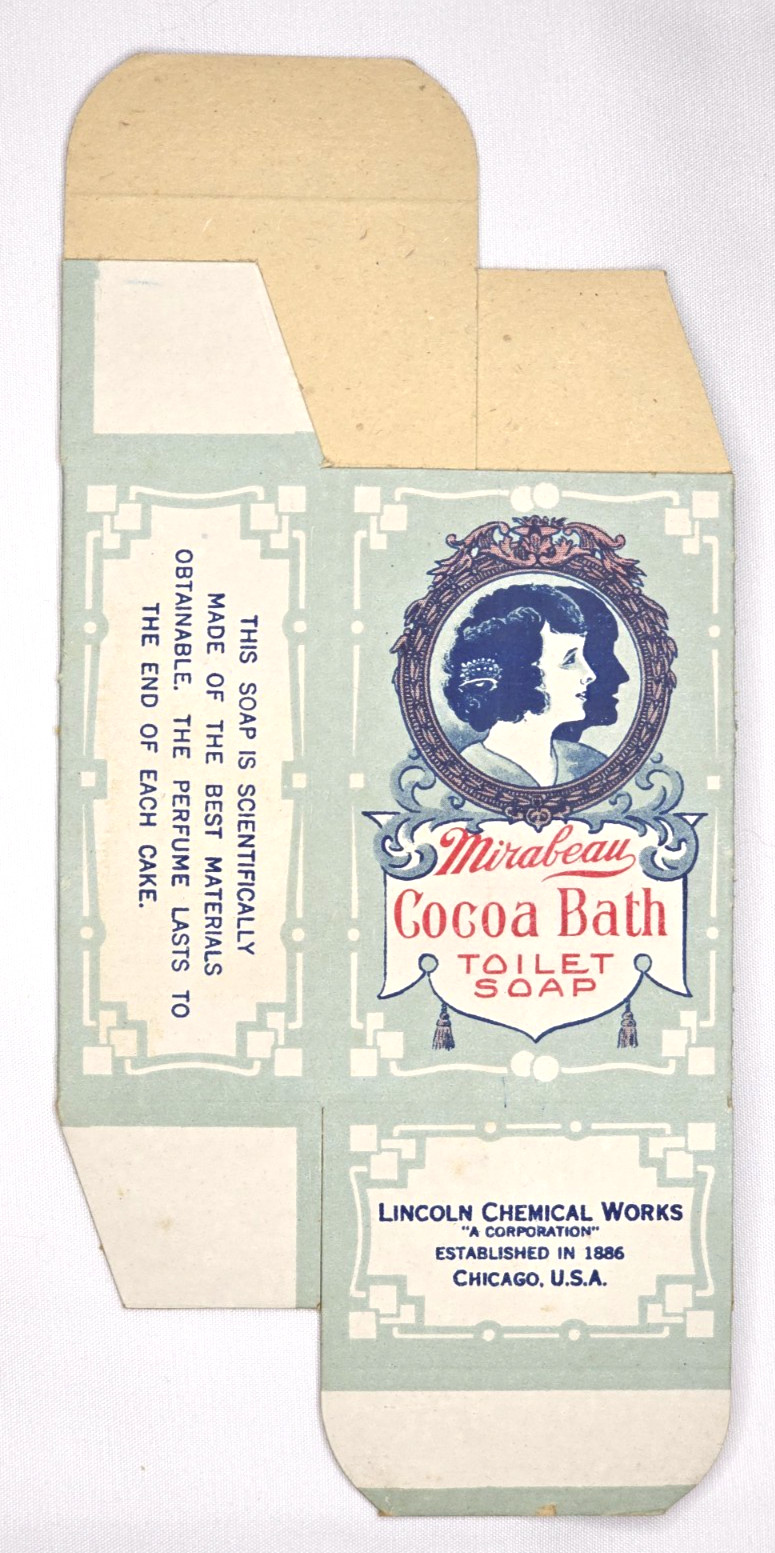 THIS SOAP IS SCIENTIFICALLY
MADE OF THE BEST MATERIALS
OBTAINABLE. THE PERFUME LASTS TO
THE END OF EACH CAKE.
Mirabeau
Cocoa Bath
TOILET
SOAP
LINCOLN CHEMICAL WORKS
"A CORPORATION"
ESTABLISHED IN 1886
CHICAGO, U.S.A.